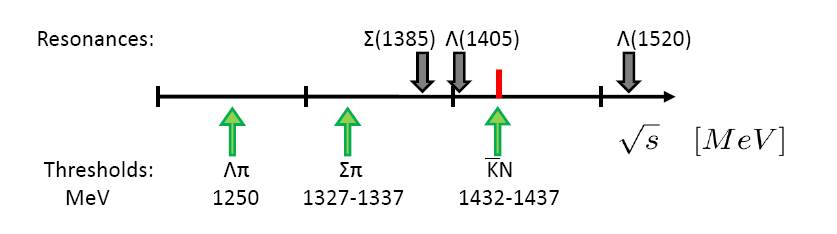 Resonances: Σ(1385) Λ(1405) Λ(1520)
√s [MeV]
Thresholds: Λπ Σπ K̅N
MeV 1250 1327-1337 1432-1437